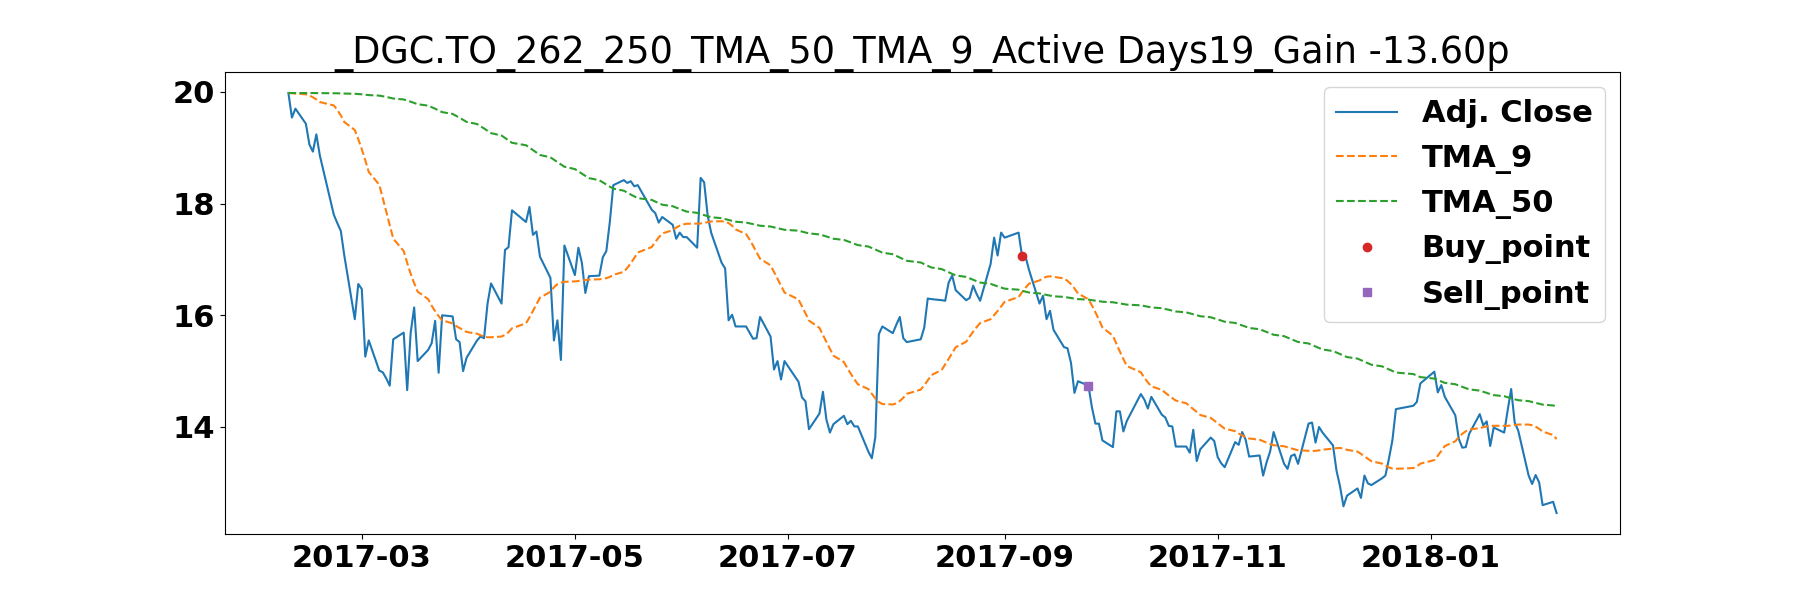 _DGC.TO_262_250_TMA_50_TMA_9_Active Days19_Gain -13.60p
20
18
16
14
Adj. Close
TMA_9
TMA_50
Buy_point
Sell_point
2017-03 2017-05 2017-07 2017-09 2017-11 2018-01